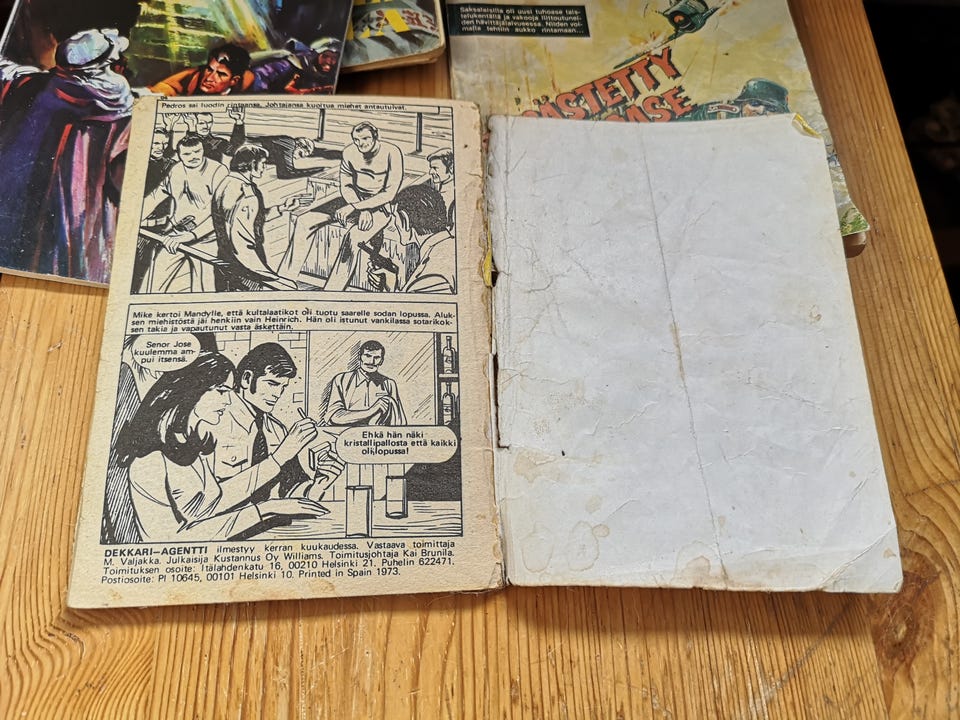 Saksalaisilla oli uusi tuhoase tais-
telukentältä ja vakooja liittoutunei-
den hävittäjälaivueessa. Niiden voi-
malla tehtiin aukko rintamaan...
ÄSTETTY
ASE
Pedros sai luodin rintaansa. Johtajansa kuoltua miehet antautuivat.
Mike kertoi Mandylle, että kultalaatikot oli tuotu saarelle sodan lopussa. Aluk-
sen miehistöstä jäi henkiin vain Heinrich. Hän oli istunut vankilassa sotarikok-
sen takia ja vapautunut vasta äskettäin.
Senor Jose
kuulemma am-
pui itsensä.
Ehkä hän näki
kristallipallosta että kaikki
oli lopussa!
DEKKARI—AGENTTI ilmestyy kerran kuukaudessa. Vastaava toimittaja
M. Valjakka. Julkaisija Kustannus Oy Williams. Toimitusjohtaja Kai Brunila.
Toimituksen osoite: Itälahdenkatu 16, 00210 Helsinki 21. Puhelin 622471.
Postiosoite: Pl 10645, 00101 Helsinki 10. Printed in Spain 1973.